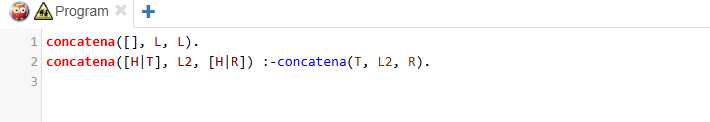 Program
1 concatena([], L, L).
2 concatena([H|T], L2, [H|R]) :-concatena(T, L2, R).
3